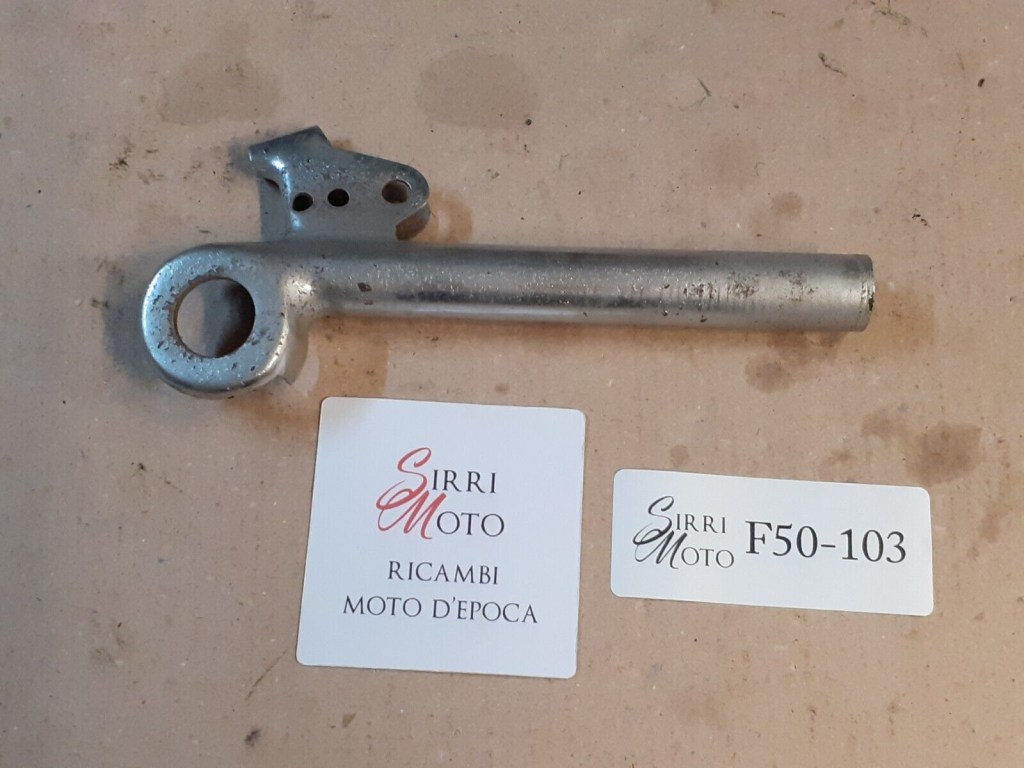 SIRRI
MOTO
RICAMBI
MOTO D'EPOCA
SIRRI
MOTO
F50-103